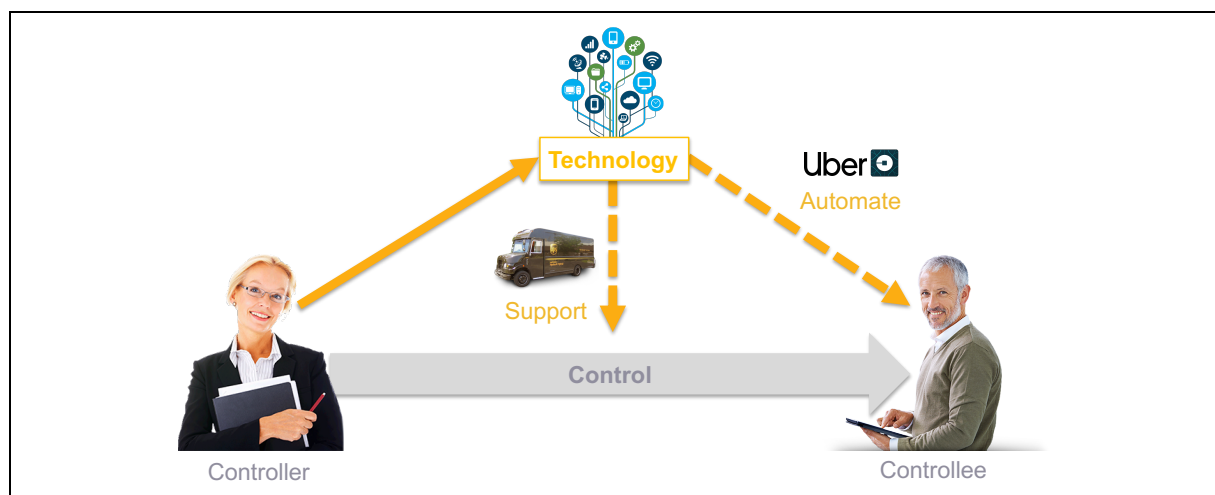 Technology
Uber
Automate
Support
Control
Controller
Controllee